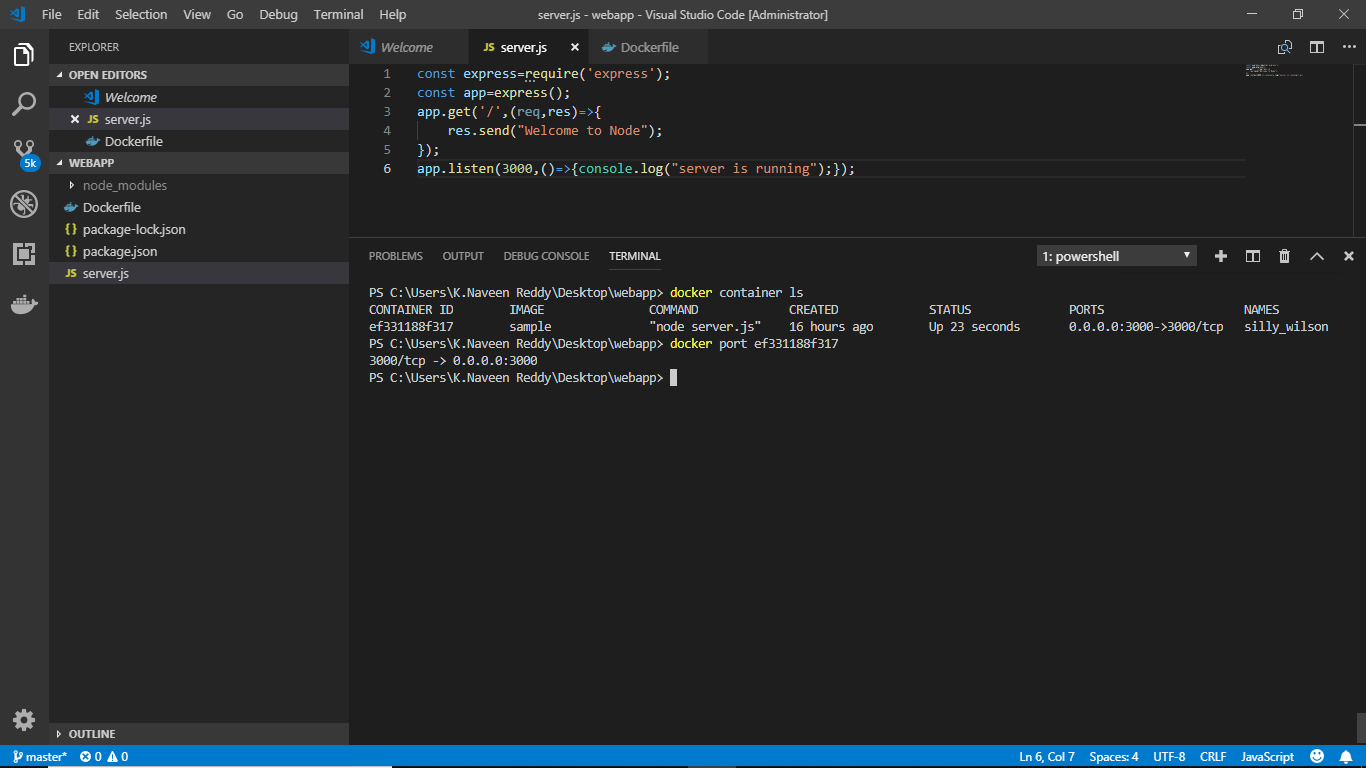 File Edit Selection View Go Debug Terminal Help server.js - webapp - Visual Studio Code [Administrator]
EXPLORER
OPEN EDITORS
Welcome
JS server.js
Dockerfile
5k
WEBAPP
node_modules
Dockerfile
{} package-lock.json
{} package.json
JS server.js
OUTLINE
Welcome JS server.js Dockerfile
1 const express=require('express');
2 const app=express();
3 app.get('/',(req,res)=>{
4 res.send("Welcome to Node");
5 });
6 app.listen(3000,()=>{console.log("server is running");});
PROBLEMS OUTPUT DEBUG CONSOLE TERMINAL 1: powershell
PS C:\Users\K.Naveen Reddy\Desktop\webapp> docker container ls
CONTAINER ID IMAGE COMMAND CREATED STATUS PORTS NAMES
ef331188f317 sample "node server.js" 16 hours ago Up 23 seconds 0.0.0.0:3000->3000/tcp silly_wilson
PS C:\Users\K.Naveen Reddy\Desktop\webapp> docker port ef331188f317
3000/tcp -> 0.0.0.0:3000
PS C:\Users\K.Naveen Reddy\Desktop\webapp>
master* 0 0 Ln 6, Col 7 Spaces: 4 UTF-8 CRLF JavaScript